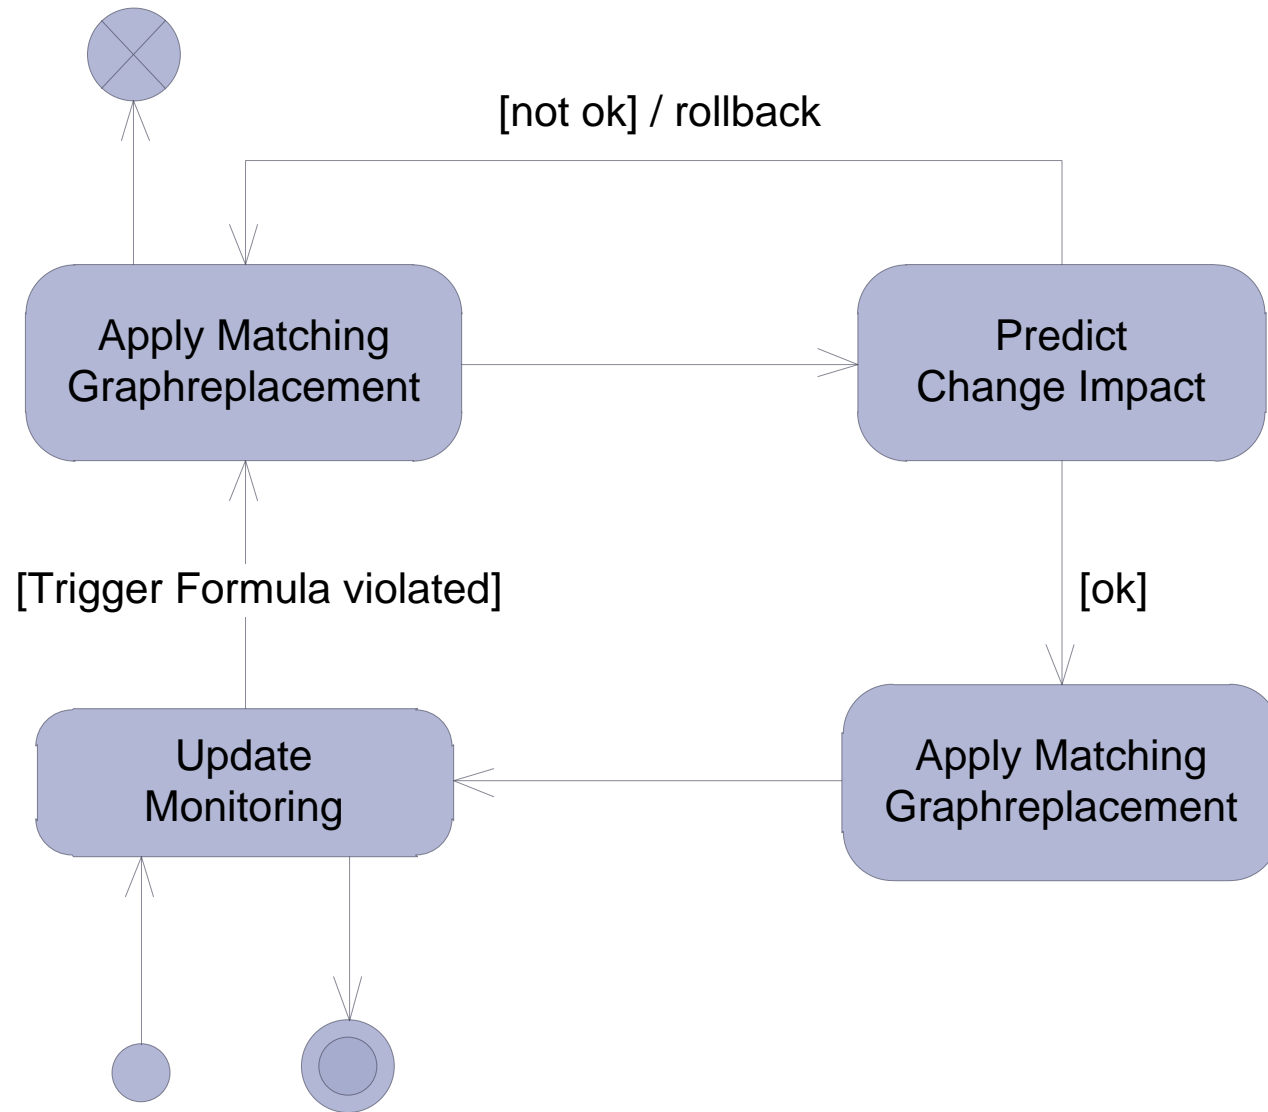 [not ok] / rollback
Apply Matching
Graphreplacement
Predict
Change Impact
[Trigger Formula violated]
[ok]
Update
Monitoring
Apply Matching
Graphreplacement